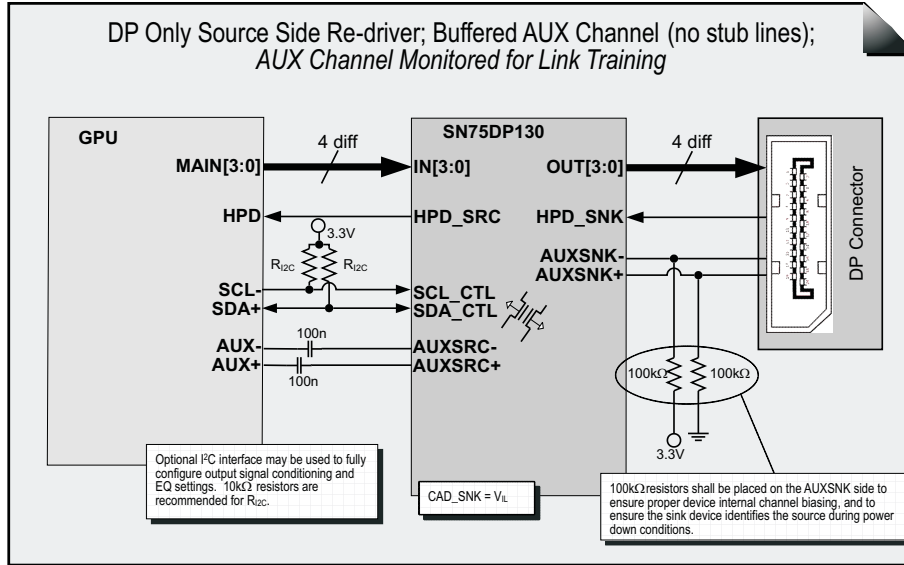 DP Only Source Side Re-driver; Buffered AUX Channel (no stub lines);
AUX Channel Monitored for Link Training
GPU
SN75DP130
DP Connector
4 diff
4 diff
MAIN[3:0]
IN[3:0]
OUT[3:0]
HPD
HPD_SRC
HPD_SNK
3.3V
RI2C
RI2C
AUXSNK-
AUXSNK+
SCL-
SCL_CTL
SDA+
SDA_CTL
100n
AUX-
AUXSRC-
AUX+
AUXSRC+
100n
100kΩ
100kΩ
3.3V
Optional I²C interface may be used to fully
configure output signal conditioning and
EQ settings. 10kΩ resistors are
recommended for RI2C.
CAD_SNK = VIL
100kΩ resistors shall be placed on the AUXSNK side to
ensure proper device internal channel biasing, and to
ensure the sink device identifies the source during power
down conditions.